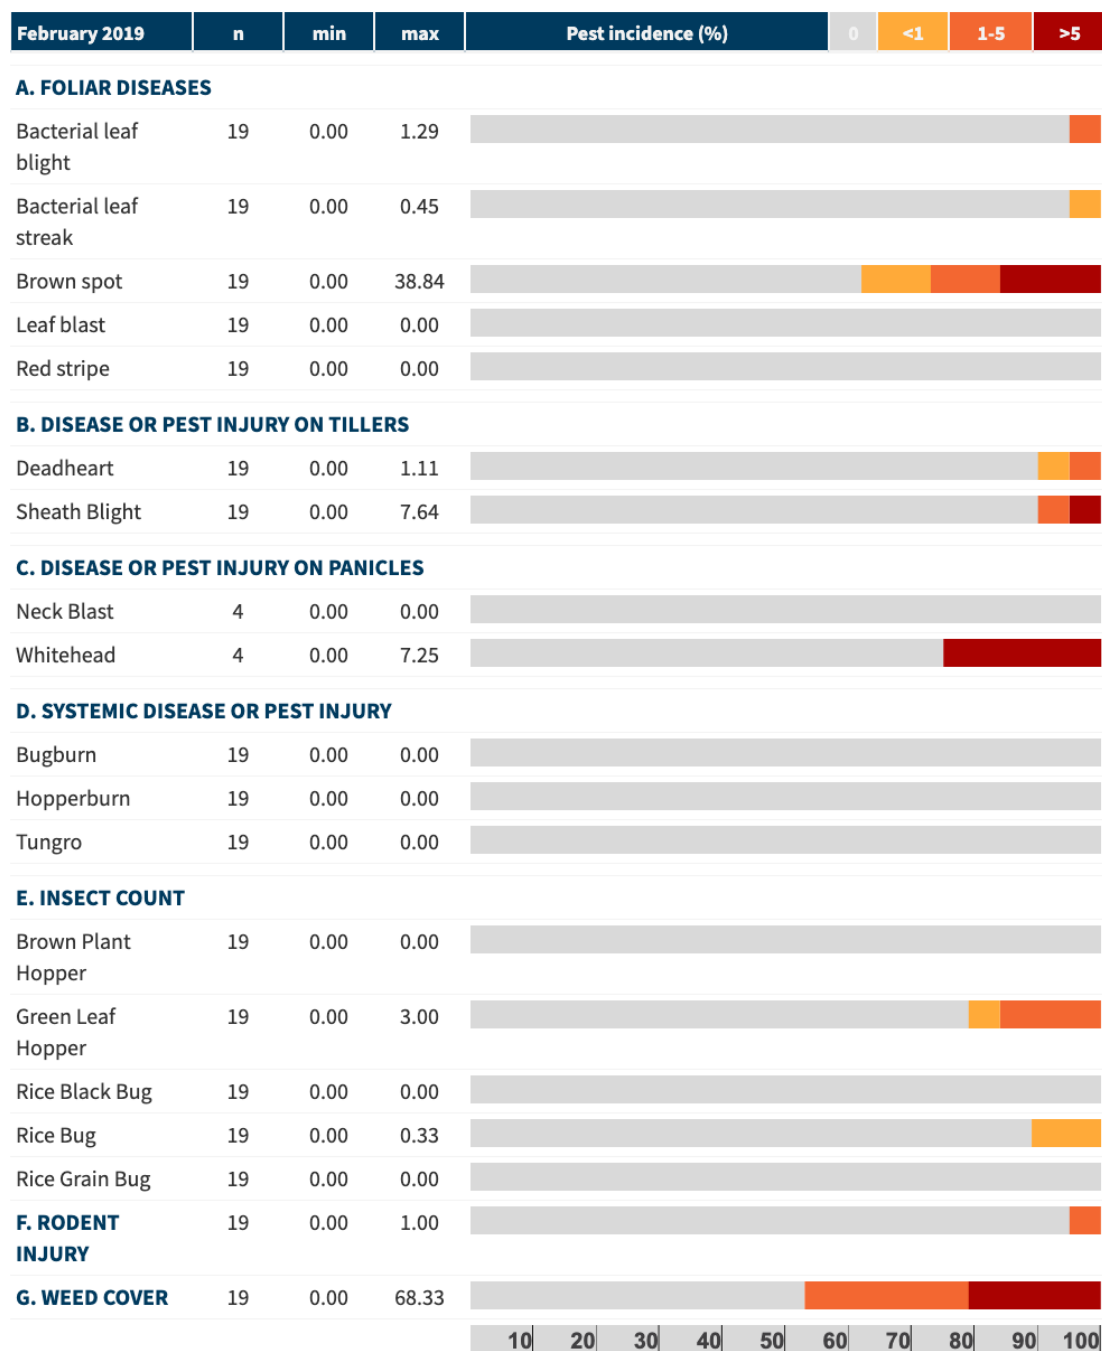 February 2019 n min max Pest incidence (%) 0 <1 1-5 >5
A. FOLIAR DISEASES
Bacterial leaf 19 0.00 1.29
blight
Bacterial leaf 19 0.00 0.45
streak
Brown spot 19 0.00 38.84
Leaf blast 19 0.00 0.00
Red stripe 19 0.00 0.00
B. DISEASE OR PEST INJURY ON TILLERS
Deadheart 19 0.00 1.11
Sheath Blight 19 0.00 7.64
C. DISEASE OR PEST INJURY ON PANICLES
Neck Blast 4 0.00 0.00
Whitehead 4 0.00 7.25
D. SYSTEMIC DISEASE OR PEST INJURY
Bugburn 19 0.00 0.00
Hopperburn 19 0.00 0.00
Tungro 19 0.00 0.00
E. INSECT COUNT
Brown Plant 19 0.00 0.00
Hopper
Green Leaf 19 0.00 3.00
Hopper
Rice Black Bug 19 0.00 0.00
Rice Bug 19 0.00 0.33
Rice Grain Bug 19 0.00 0.00
F. RODENT 19 0.00 1.00
INJURY
G. WEED COVER 19 0.00 68.33
10 20 30 40 50 60 70 80 90 100